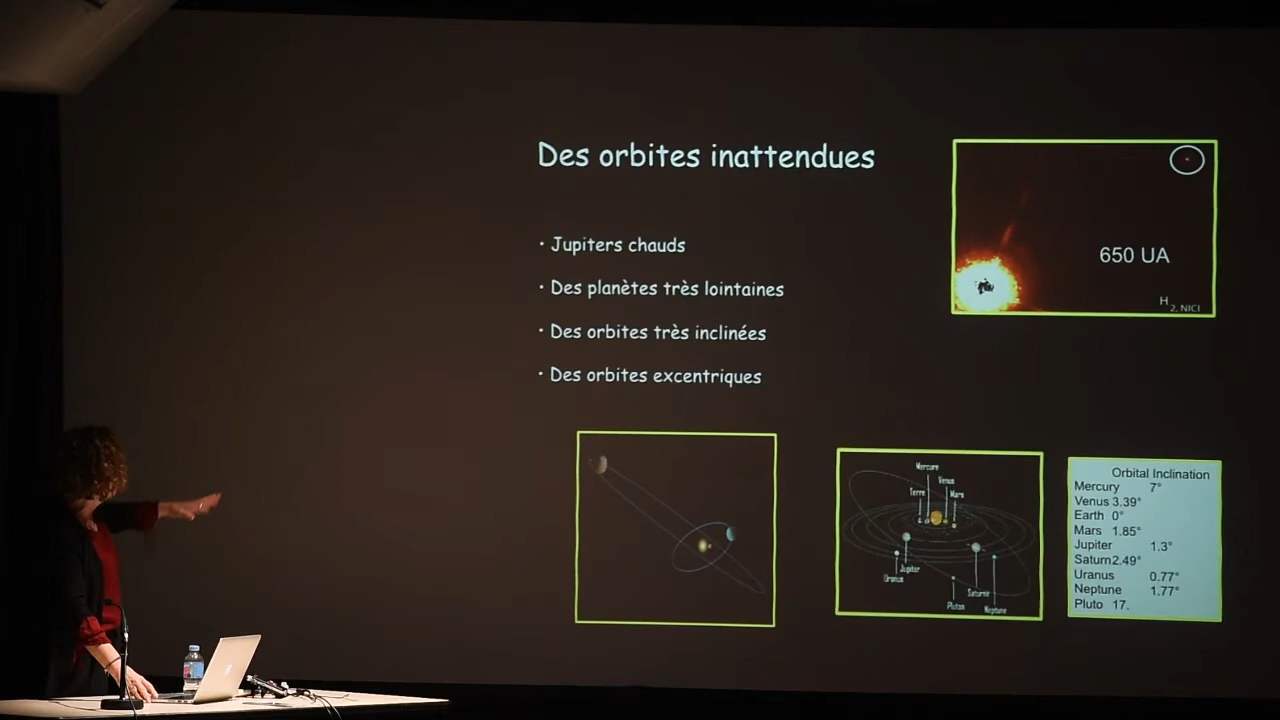 Des orbites inattendues
• Jupiters chauds
• Des planètes très lointaines
• Des orbites très inclinées
• Des orbites excentriques
650 UA
H
2, NICI
Mercure
Venus
Terre
Mars
Jupiter
Uranus
Saturne
Pluton
Neptune
Orbital Inclination
Mercury 7°
Venus 3.39°
Earth 0°
Mars 1.85°
Jupiter 1.3°
Saturn2.49°
Uranus 0.77°
Neptune 1.77°
Pluto 17.